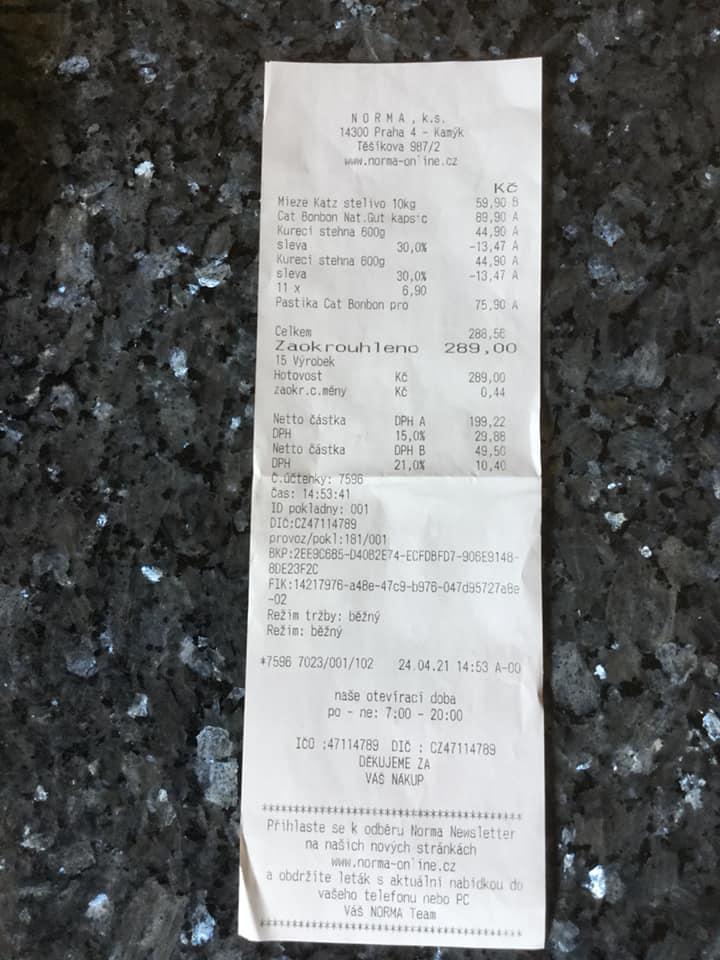 N O R M A , k.s.
14300 Praha 4 - Kamýk
Těšíkova 987/2
www.norma-online.cz
Kč
Mieze Katz stelivo 10kg 59,90 B
Cat Bonbon Nat.Gut kapsic 89,90 A
Kureci stehna 600g 44,90 A
sleva 30,0% -13,47 A
Kureci stehna 600g 44,90 A
sleva 30,0% -13,47 A
11 x 6,90
Pastika Cat Bonbon pro 75,90 A
Celkem 288,56
Zaokrouhleno 289,00
15 Výrobek
Hotovost Kč 289,00
zaokr.c.měny Kč 0,44
Netto částka DPH A 199,22
DPH 15,0% 29,88
Netto částka DPH B 49,50
DPH 21,0% 10,40
Č.účtenky: 7596
Čas: 14:53:41
ID pokladny: 001
DIČ:CZ47114789
provoz/pokl:181/001
BKP:2EE9C6B5-D40B2E74-ECFDBFD7-906E9148-
8DE23F2C
FIK:14217976-a48e-47c9-b976-047d95727a8e
-02
Režim tržby: běžný
Režim: běžný
*7596 7023/001/102 24.04.21 14:53 A-00
naše otevírací doba
po - ne: 7:00 - 20:00
IČO :47114789 DIČ : CZ47114789
DĚKUJEME ZA
VÁŠ NÁKUP
****************************************
Přihlaste se k odběru Norma Newsletter
na našich nových stránkách
www.norma-online.cz
a obdržíte leták s aktuální nabídkou do
vašeho telefonu nebo PC
Váš NORMA Team
****************************************